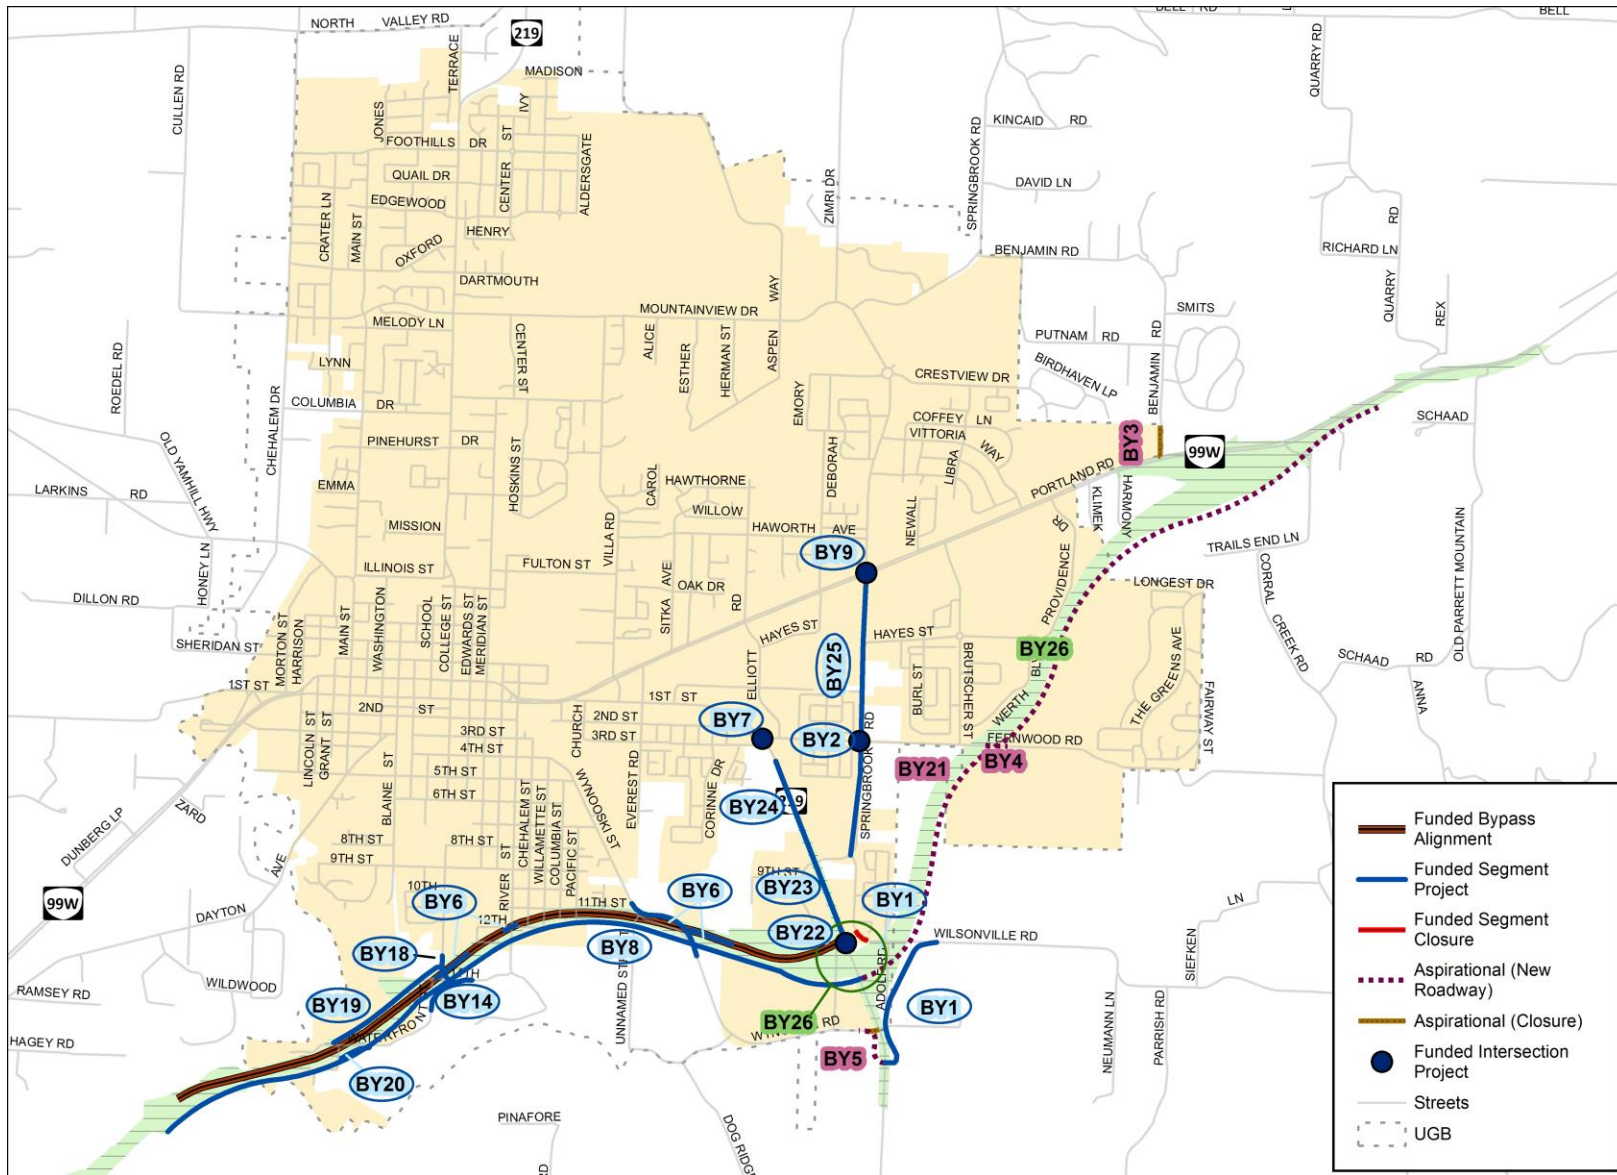 BELL RD BELL
BELL
NORTH VALLEY RD
219
TERRACE
MADISON
CULLEN RD
JONES
IVY
FOOTHILLS DR
CENTER ST
ALDERSGATE
QUAIL DR
EDGEWOOD
HENRY
CRATER LN
MAIN ST
OXFORD
DARTMOUTH
ZIMRI DR
SPRINGBROOK RD
KINCAID RD
DAVID LN
BENJAMIN RD
QUARRY RD
RICHARD LN
QUARRY RD
REX
SMITS
PUTNAM RD
BENJAMIN RD
BIRDHAVEN LP
MOUNTAINVIEW DR
MELODY LN
LYNN
CENTER ST
ALICE
ESTHER
HERMAN ST
ASPEN WAY
CRESTVIEW DR
EMORY
COFFEY LN
VITTORIA WAY
LIBRA
DEBORAH
ROEDEL RD
COLUMBIA DR
CHEHALEM DR
PINEHURST DR
HOSKINS ST
OLD YAMHILL HWY
LARKINS RD
EMMA
MISSION
CAROL
HAWTHORNE
WILLOW
HAWORTH AVE
NEWALL
PORTLAND RD
BY3
99W
SCHAAD
KLIMEK
HARMONY
VILLA RD
HONEY LN
ILLINOIS ST
FULTON ST
BY9
OAK DR
SITKA AVE
DILLON RD
SHERIDAN ST
MORTON ST
HARRISON
MAIN ST
WASHINGTON
SCHOOL
COLLEGE ST
EDWARDS ST
MERIDIAN ST
ELLIOTT RD
HAYES ST
HAYES ST
PROVIDENCE DR
TRAILS END LN
LONGEST DR
CORRAL CREEK RD
OLD PARRETT MOUNTAIN
SCHAAD RD
ANNA
BY25
BY26
WERTH BLVD
THE GREENS AVE
FAIRWAY ST
BURL ST
BRUTSCHER ST
1ST ST
1ST ST
2ND ST
2ND ST
3RD ST
3RD ST
4TH ST
5TH ST
6TH ST
LINCOLN ST
GRANT ST
BLAINE ST
CHURCH
WYNOOSKI ST
EVEREST RD
CORINNE DR
BY7
BY2
FERNWOOD RD
BY4
BY21
BY24
SPRINGBROOK RD
DUNBERG LP
ZARD
8TH ST
8TH ST
9TH ST
9TH ST
10TH
11TH ST
12TH
RIVER ST
CHEHALEM ST
WILLAMETTE ST
COLUMBIA ST
PACIFIC ST
99W
DAYTON AVE
BY6
BY6
BY23
BY1
BY22
BY18
BY8
WILSONVILLE RD
ADOLF RD
LN
SIEFKEN
WILDWOOD
RAMSEY RD
BY19
BY14
UNNAMED ST
WATERFRONT
BY26
BY1
BY5
HAGEY RD
BY20
PINAFORE
DOG RIDGE
NEUMANN LN
PARRISH RD
Funded Bypass
Alignment
Funded Segment
Project
Funded Segment
Closure
Aspirational (New
Roadway)
Aspirational (Closure)
Funded Intersection
Project
Streets
UGB